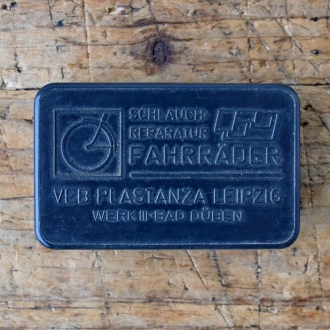 SCHLAUCH-
REPARATUR
FAHRRÄDER
VEB-PLASTANZA-LEIPZIG
WERK III•BAD DÜBEN